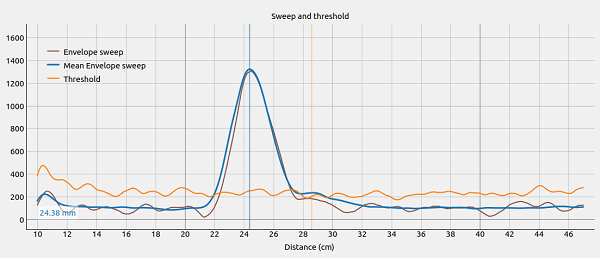 Sweep and threshold
1600
1400
1200
1000
800
600
400
200
0
Envelope sweep
Mean Envelope sweep
Threshold
24.38 mm
10 12 14 16 18 20 22 24 26 28 30 32 34 36 38 40 42 44 46
Distance (cm)